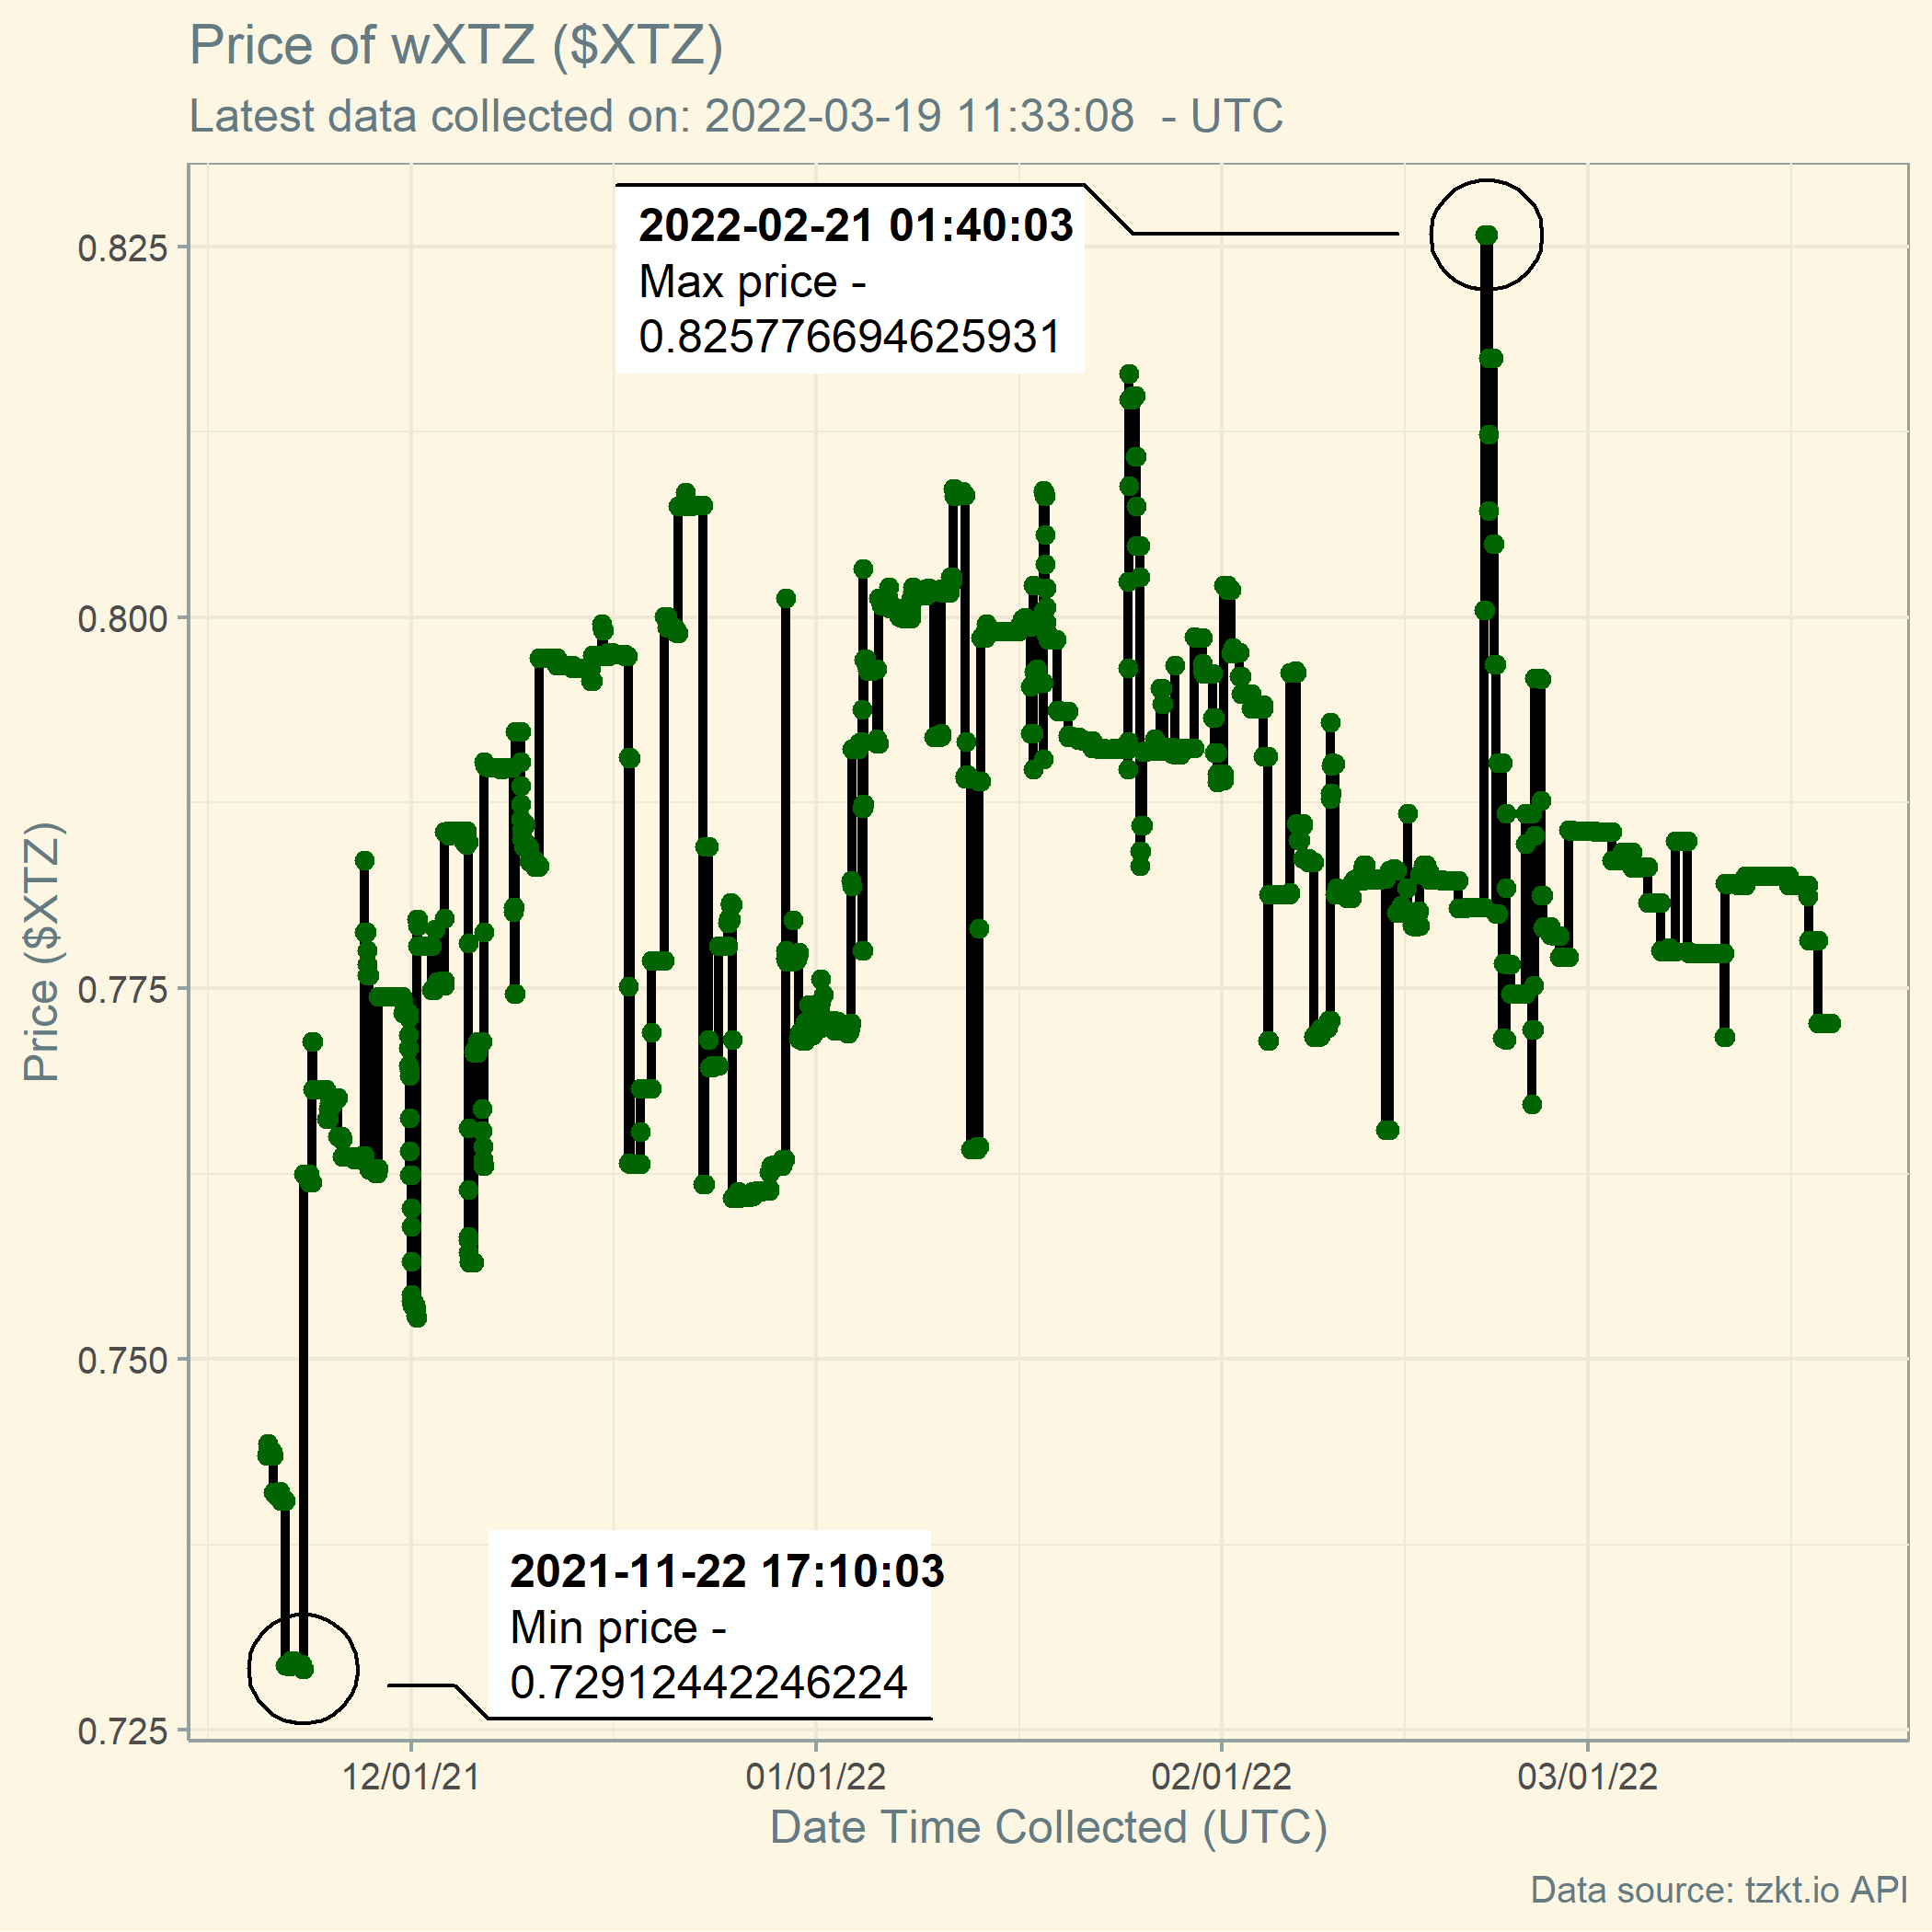 Price of wXTZ ($XTZ)
Latest data collected on: 2022-03-19 11:33:08  - UTC
2022-02-21 01:40:03
Max price -
0.825776694625931
0.825
0.800
0.775
0.750
0.725
Price ($XTZ)
2021-11-22 17:10:03
Min price -
0.72912442246224
12/01/21
01/01/22
02/01/22
03/01/22
Date Time Collected (UTC)
Data source: tzkt.io API